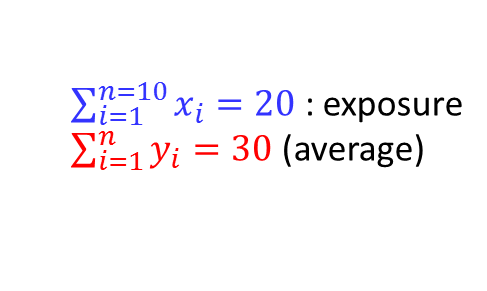 ∑_{i=1}^{n=10} x_i = 20 : exposure
∑_{i=1}^{n} y_i = 30 (average)